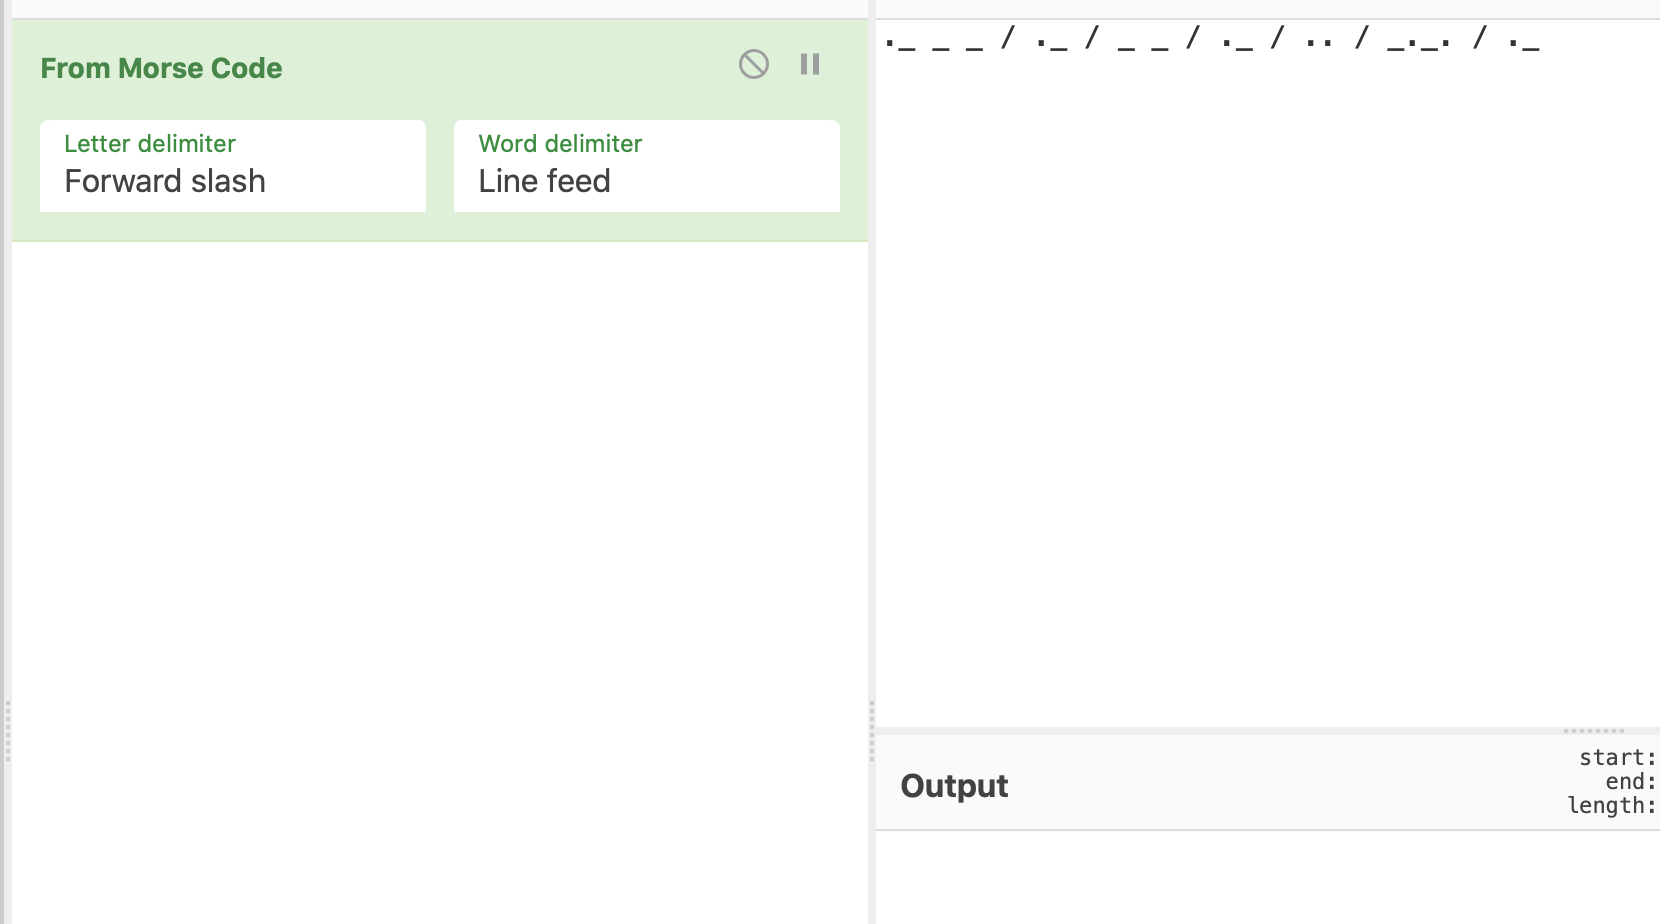 From Morse Code
Letter delimiter
Forward slash
Word delimiter
Line feed
._ _ _ / ._ / _ _ / ._ / .. / _._. / ._
Output
start:
end:
length: